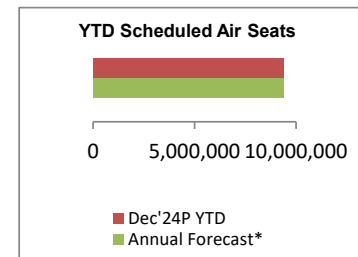 YTD Scheduled Air Seats
0 5,000,000 10,000,000
Dec'24P YTD
Annual Forecast*